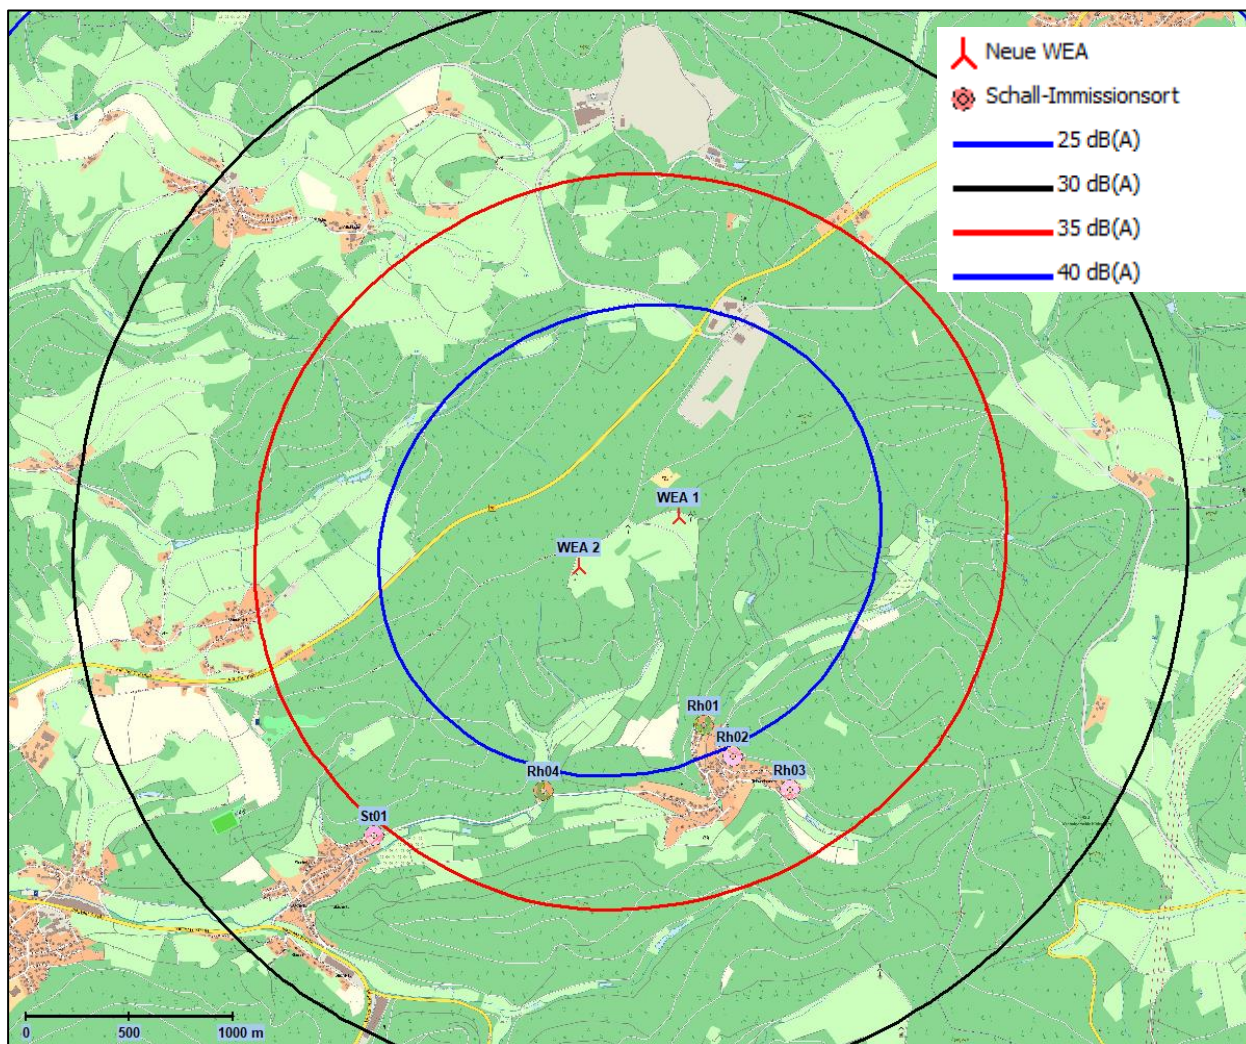 Neue WEA
Schall-Immissionsort
25 dB(A)
30 dB(A)
35 dB(A)
40 dB(A)
WEA 1
WEA 2
Rh01
Rh02
Rh03
Rh04
St01
0 500 1000 m